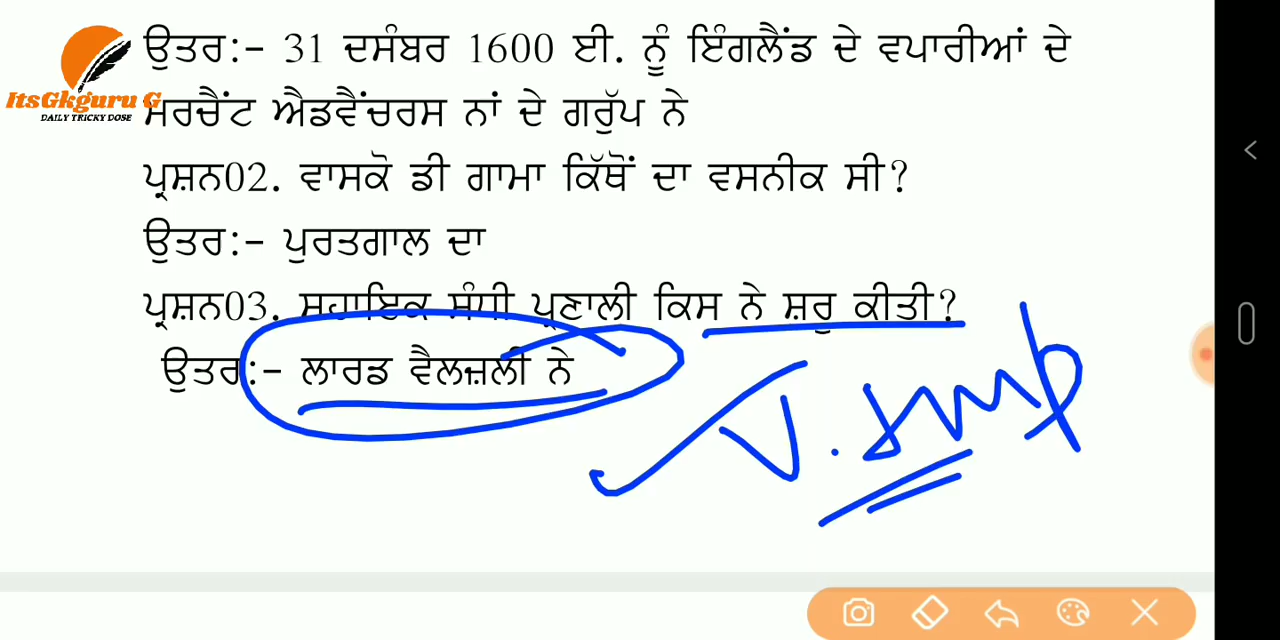 ਉਤਰ:- 31 ਦਸੰਬਰ 1600 ਈ. ਨੂੰ ਇੰਗਲੈਂਡ ਦੇ ਵਪਾਰੀਆਂ ਦੇ
ItsGkguru G
DAILY TRICKY DOSE
ਮਰਚੈਂਟ ਐਡਵੈਂਚਰਸ ਨਾਂ ਦੇ ਗਰੁੱਪ ਨੇ
ਪ੍ਰਸ਼ਨ02. ਵਾਸਕੋ ਡੀ ਗਾਮਾ ਕਿੱਥੋਂ ਦਾ ਵਸਨੀਕ ਸੀ?
ਉਤਰ:- ਪੁਰਤਗਾਲ ਦਾ
ਪ੍ਰਸ਼ਨ03. ਸਹਾਇਕ ਸੰਧੀ ਪ੍ਰਣਾਲੀ ਕਿਸ ਨੇ ਸ਼ਰੁ ਕੀਤੀ?
ਉਤਰ:- ਲਾਰਡ ਵੈਲਜ਼ਲੀ ਨੇ
V. Imp